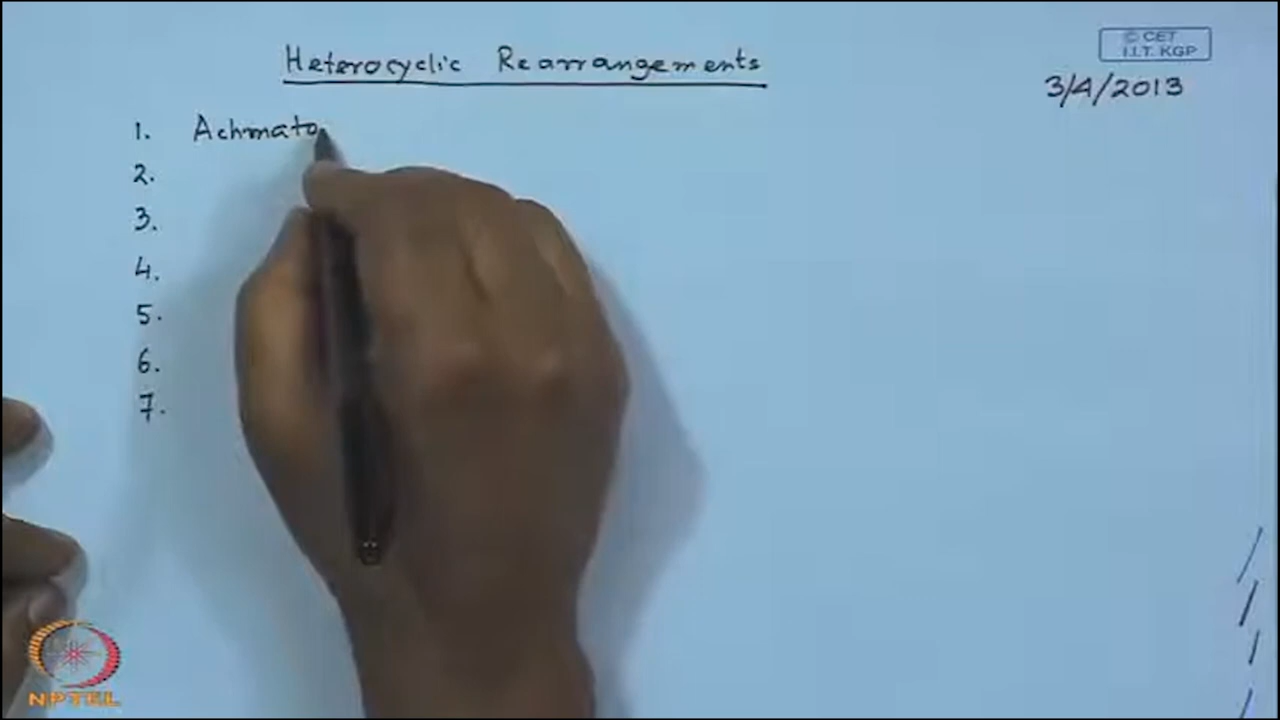 Heterocyclic Rearrangements
© CET
I.I.T. KGP
3/4/2013
1. Achmato
2.
3.
4.
5.
6.
7.
NPTEL